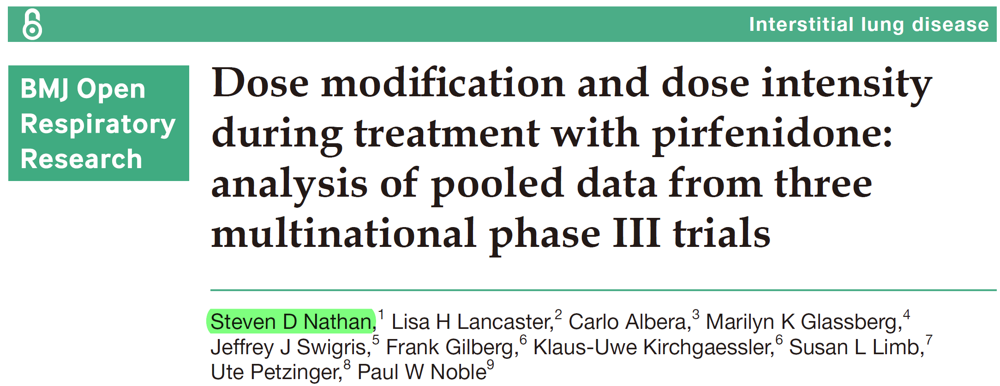 Interstitial lung disease
BMJ Open
Respiratory
Research
Dose modification and dose intensity
during treatment with pirfenidone:
analysis of pooled data from three
multinational phase III trials
Steven D Nathan,1 Lisa H Lancaster,2 Carlo Albera,3 Marilyn K Glassberg,4
Jeffrey J Swigris,5 Frank Gilberg,6 Klaus-Uwe Kirchgaessler,6 Susan L Limb,7
Ute Petzinger,8 Paul W Noble9